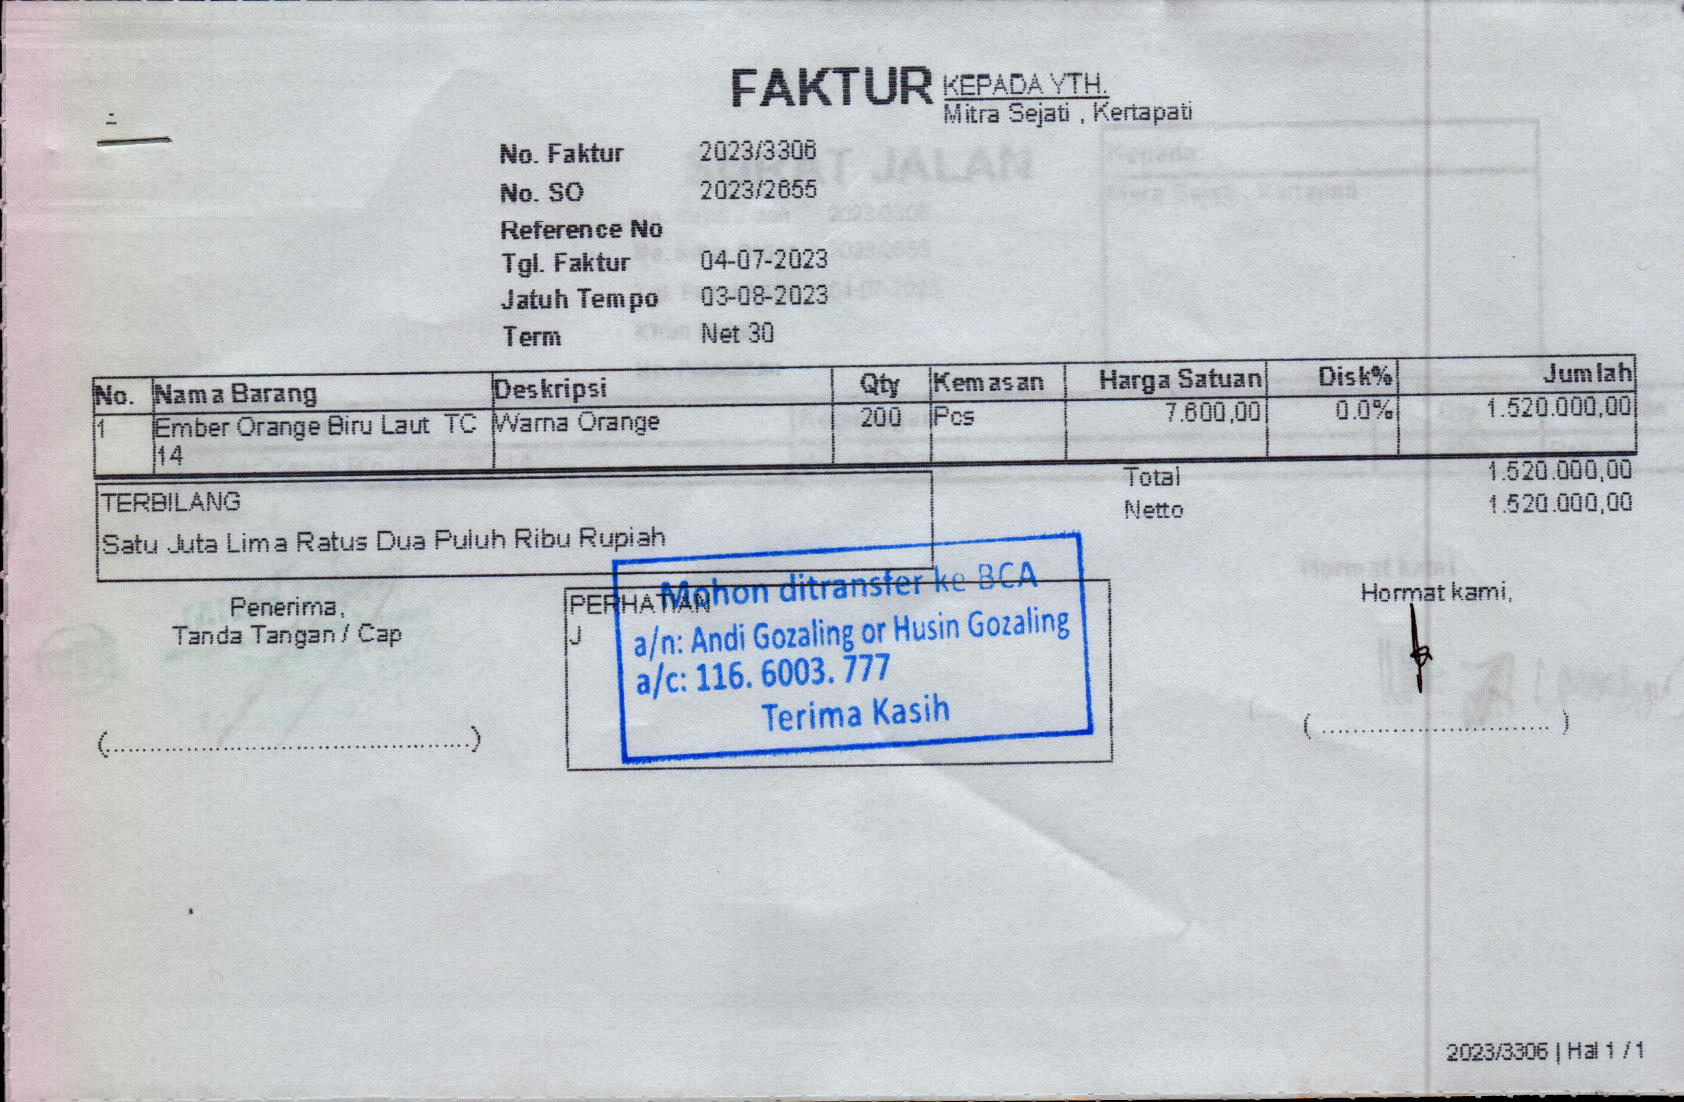 FAKTUR
KEPADA YTH.
Mitra Sejati , Kertapati
No. Faktur 2023/3306
No. SO 2023/2655
Reference No
Tgl. Faktur 04-07-2023
Jatuh Tempo 03-08-2023
Term Net 30
No. Nama Barang Deskripsi Qty Kemasan Harga Satuan Disk% Jumlah
1 Ember Orange Biru Laut TC Warna Orange 200 Pcs 7.600,00 0.0% 1.520.000,00
14
Total 1.520.000,00
Netto 1.520.000,00
TERBILANG
Satu Juta Lima Ratus Dua Puluh Ribu Rupiah
Penerima,
Tanda Tangan / Cap
(................................................)
PERHATIAN
J
Mohon ditransfer ke BCA
a/n: Andi Gozaling or Husin Gozaling
a/c: 116. 6003. 777
Terima Kasih
Hormat kami,
( .............................. )
2023/3306 | Hal 1 / 1